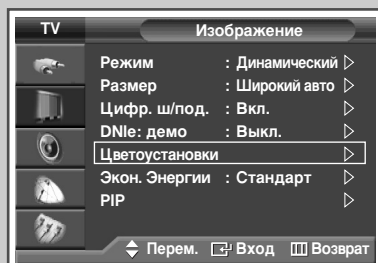 TV Изображение
Режим : Динамический
Размер : Широкий авто
Цифр. ш/под. : Вкл.
DNIe: демо : Выкл.
Цветоустановки
Экон. Энергии : Стандарт
PIP
Перем. Вход Возврат